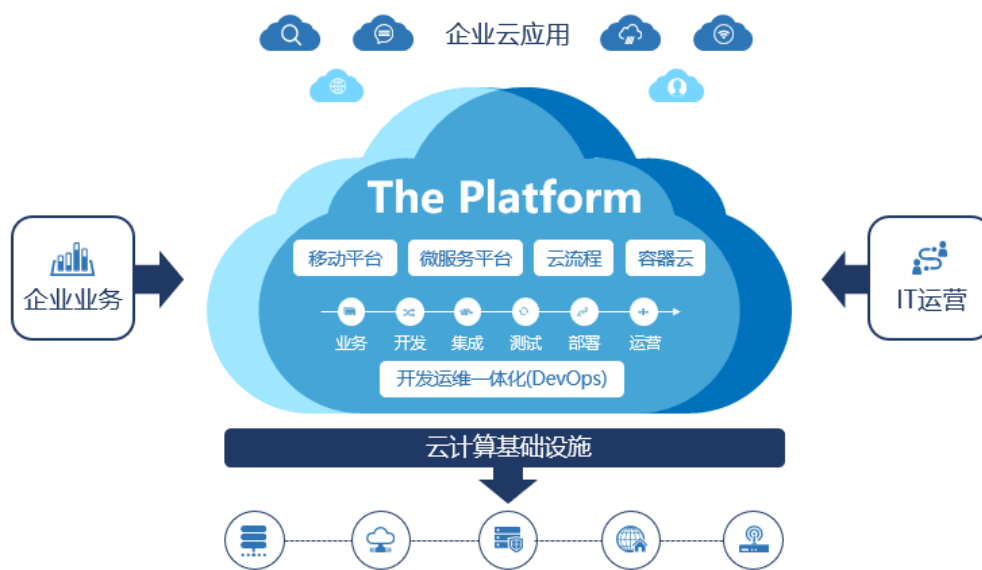 企业云应用
The Platform
移动平台 微服务平台 云流程 容器云
企业业务
IT运营
业务 开发 集成 测试 部署 运营
开发运维一体化(DevOps)
云计算基础设施